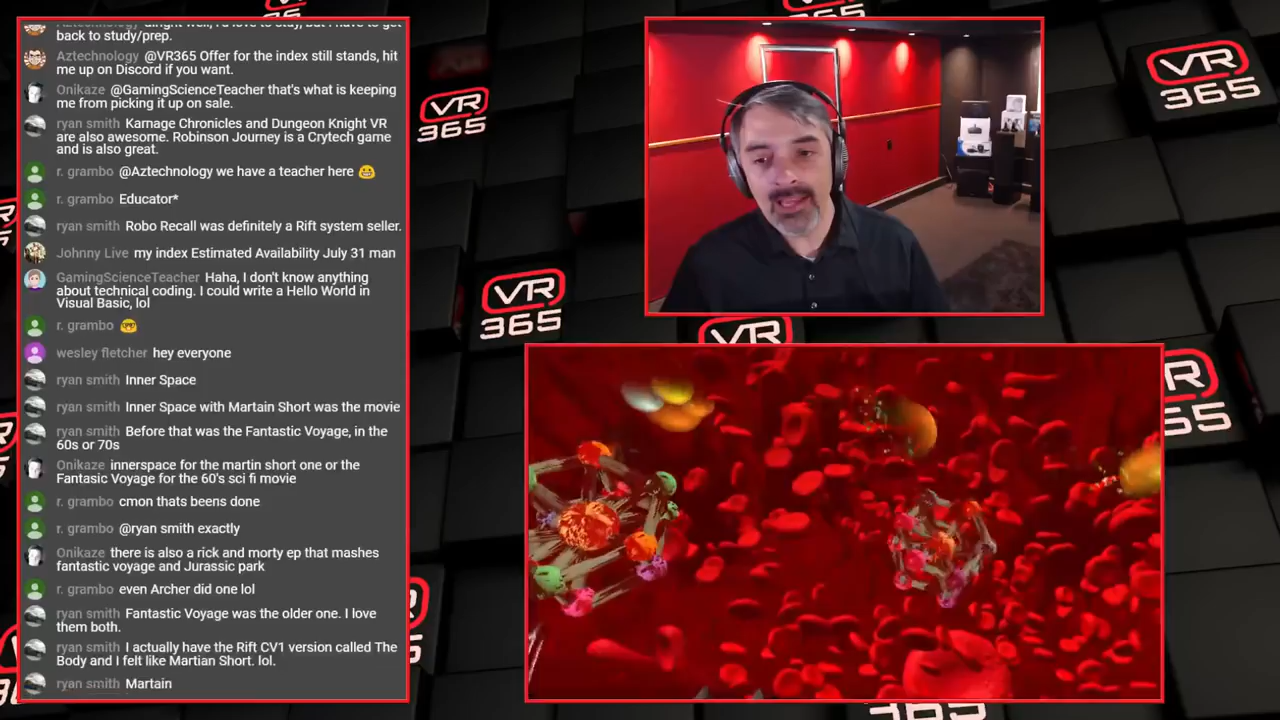 back to study/prep.
Aztechnology @VR365 Offer for the index still stands, hit
me up on Discord if you want.
Onikaze @GamingScienceTeacher that's what is keeping
me from picking it up on sale.
ryan smith Karnage Chronicles and Dungeon Knight VR
are also awesome. Robinson Journey is a Crytech game
and is also great.
r. grambo @Aztechnology we have a teacher here 😀
r. grambo Educator*
ryan smith Robo Recall was definitely a Rift system seller.
Johnny Live my index Estimated Availability July 31 man
GamingScienceTeacher Haha, I don't know anything
about technical coding. I could write a Hello World in
Visual Basic, lol
r. grambo 🤓
wesley fletcher hey everyone
ryan smith Inner Space
ryan smith Inner Space with Martain Short was the movie
ryan smith Before that was the Fantastic Voyage, in the
60s or 70s
Onikaze innerspace for the martin short one or the
Fantasic Voyage for the 60's sci fi movie
r. grambo cmon thats beens done
r. grambo @ryan smith exactly
Onikaze there is also a rick and morty ep that mashes
fantastic voyage and Jurassic park
r. grambo even Archer did one lol
ryan smith Fantastic Voyage was the older one. I love
them both.
ryan smith I actually have the Rift CV1 version called The
Body and I felt like Martian Short. lol.
ryan smith Martain
VR
365
VR
365
VR
365
VR
365
VR
365